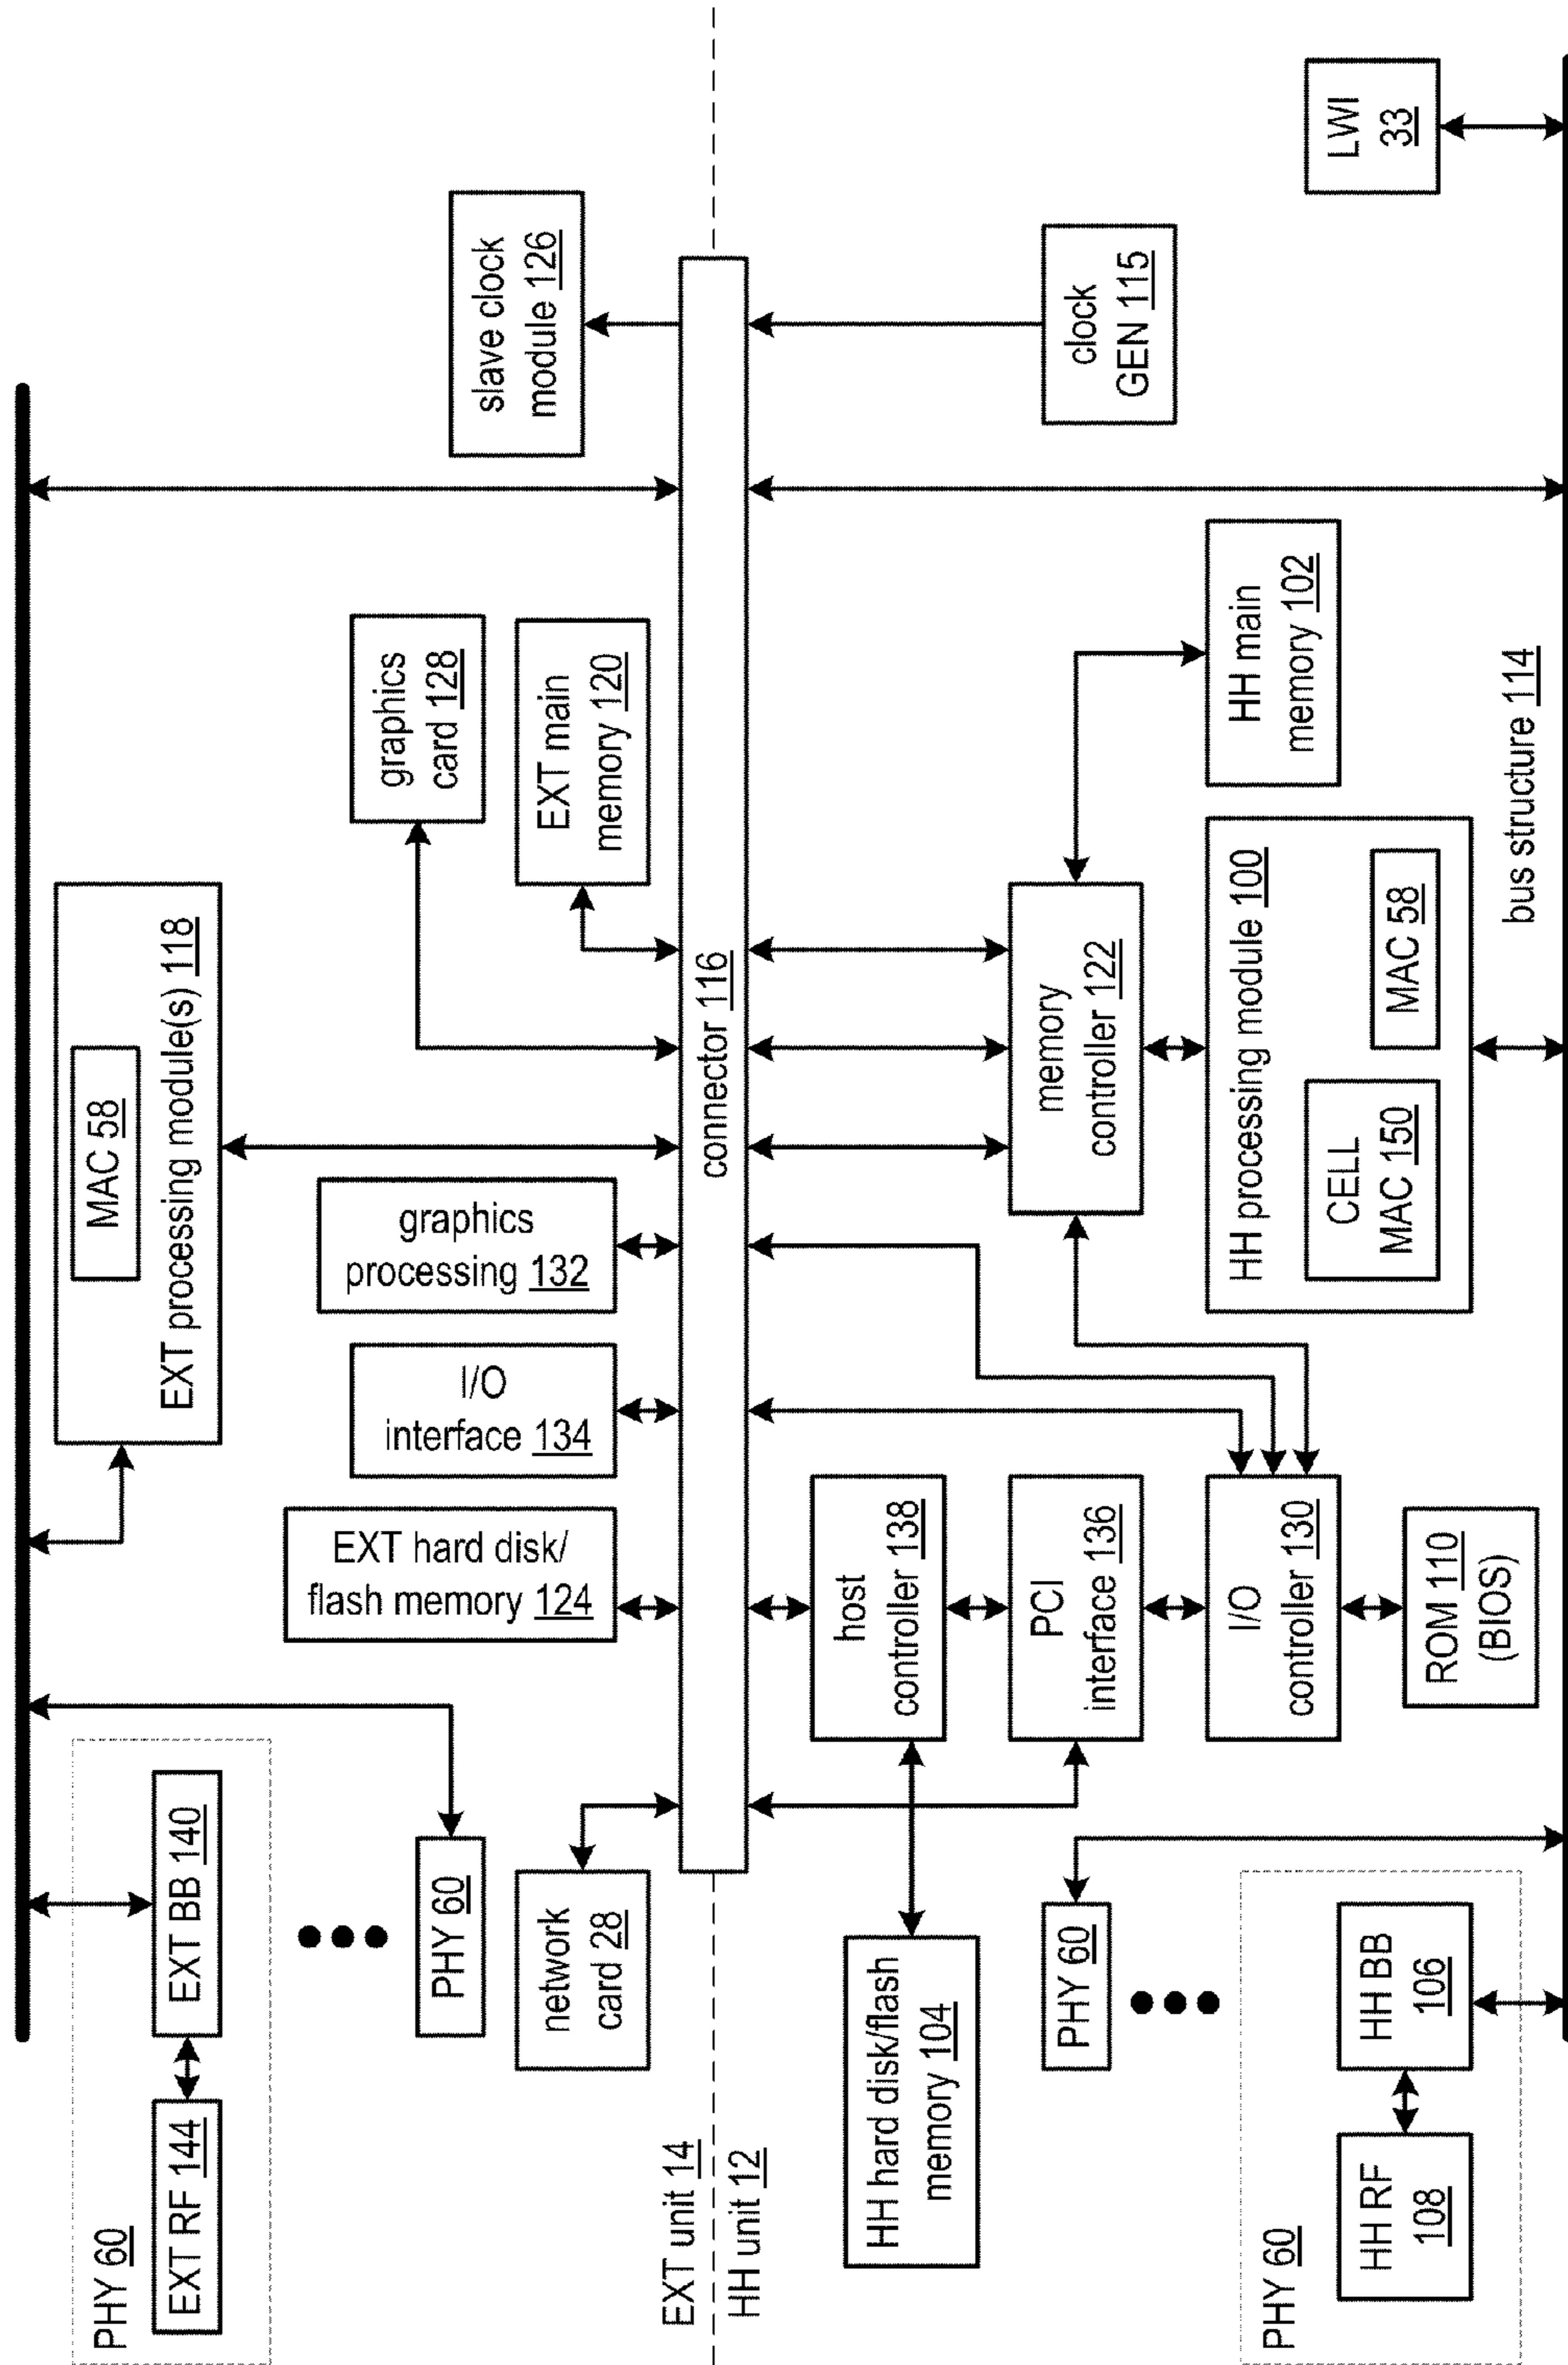 PHY 60
EXT RF 144
EXT BB 140
MAC 58
EXT processing module(s) 118
PHY 60
network
card 28
EXT hard disk/
flash memory 124
I/O
interface 134
graphics
processing 132
graphics
card 128
EXT main
memory 120
slave clock
module 126
EXT unit 14
HH unit 12
connector 116
HH hard disk/flash
memory 104
host
controller 138
PCI
interface 136
I/O
controller 130
ROM 110
(BIOS)
memory
controller 122
HH processing module 100
CELL
MAC 150
MAC 58
HH main
memory 102
clock
GEN 115
LWI
33
PHY 60
PHY 60
HH RF
108
HH BB
106
bus structure 114